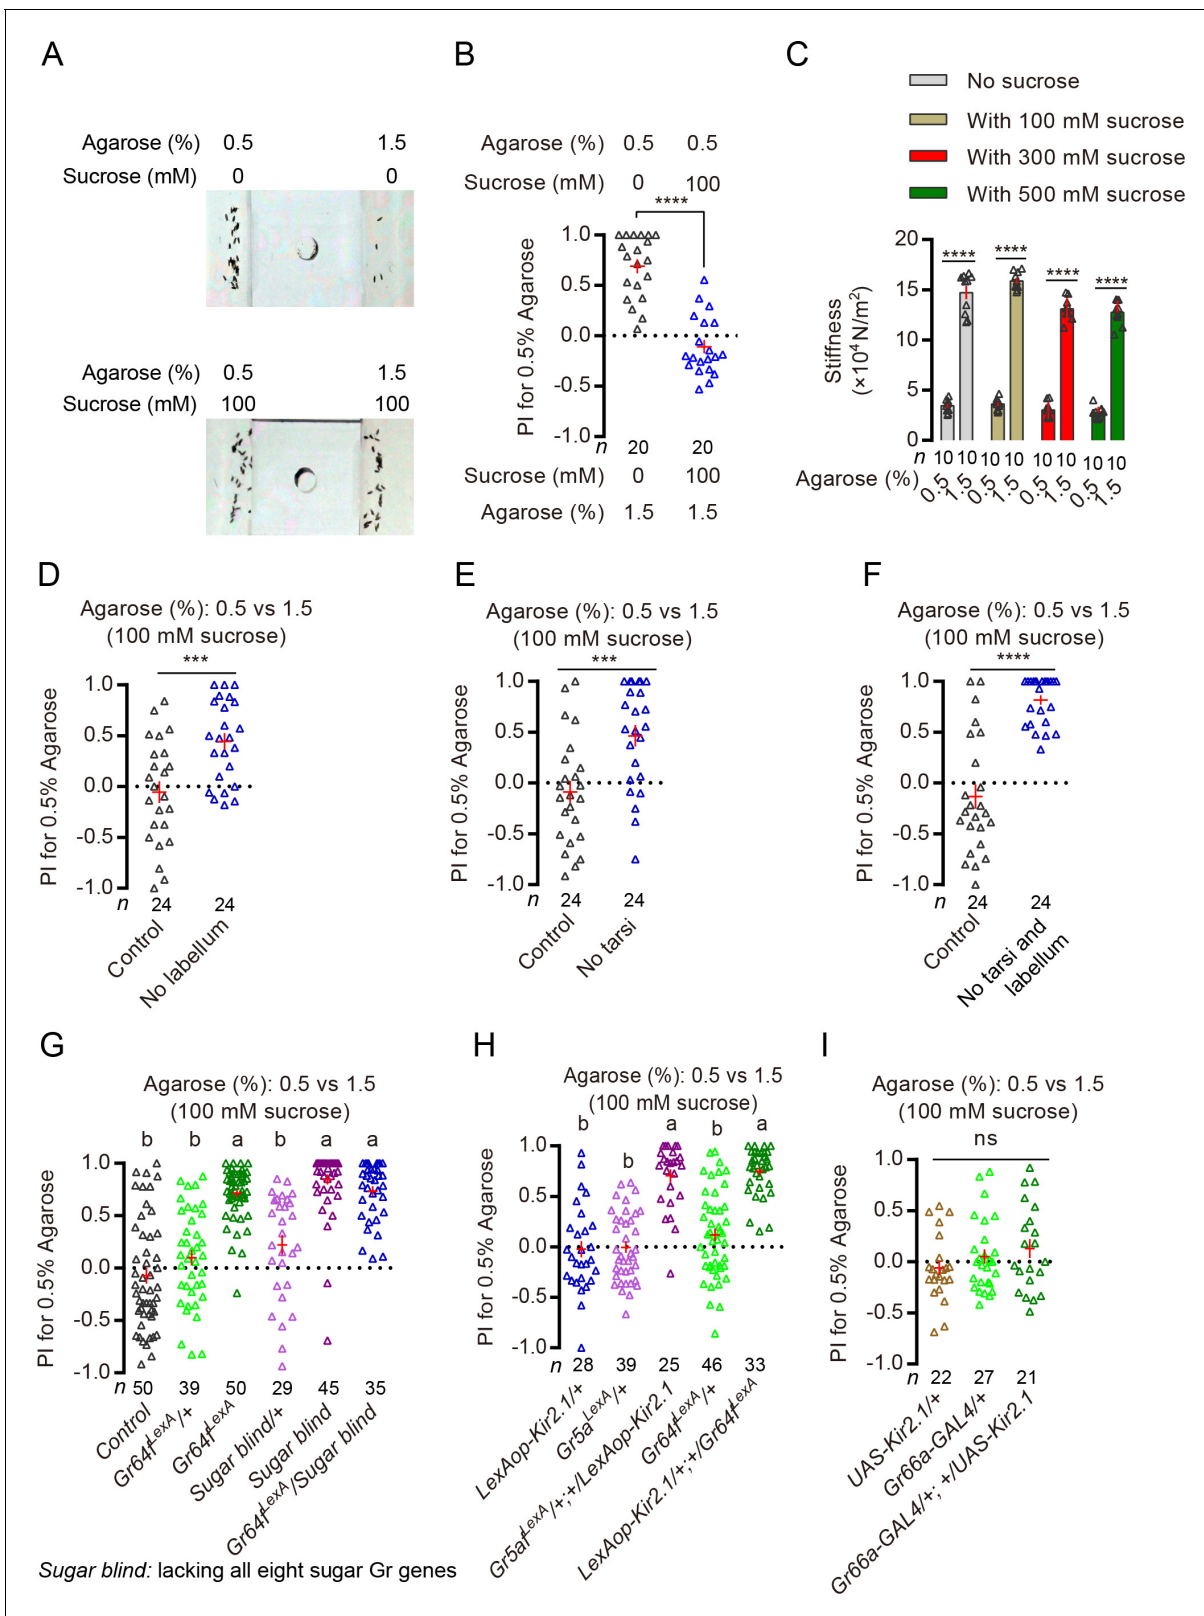 A
Agarose (%) 0.5 1.5
Sucrose (mM) 0 0
Agarose (%) 0.5 1.5
Sucrose (mM) 100 100
B
Agarose (%) 0.5 0.5
Sucrose (mM) 0 100
****
PI for 0.5% Agarose
1.0
0.5
0.0
-0.5
-1.0
n 20 20
Sucrose (mM) 0 100
Agarose (%) 1.5 1.5
C
No sucrose
With 100 mM sucrose
With 300 mM sucrose
With 500 mM sucrose
Stiffness
(×10⁴ N/m²)
20
15
10
5
0
**** **** **** ****
n 10 10 10 10 10 10 10 10
Agarose (%) 0.5 1.5 0.5 1.5 0.5 1.5 0.5 1.5
D
Agarose (%): 0.5 vs 1.5
(100 mM sucrose)
***
PI for 0.5% Agarose
1.0
0.5
0.0
-0.5
-1.0
n 24 24
Control
No labellum
E
Agarose (%): 0.5 vs 1.5
(100 mM sucrose)
***
PI for 0.5% Agarose
1.0
0.5
0.0
-0.5
-1.0
n 24 24
Control
No tarsi
F
Agarose (%): 0.5 vs 1.5
(100 mM sucrose)
****
PI for 0.5% Agarose
1.0
0.5
0.0
-0.5
-1.0
n 24 24
Control
No tarsi and
labellum
G
Agarose (%): 0.5 vs 1.5
(100 mM sucrose)
b b a b a a
PI for 0.5% Agarose
1.0
0.5
0.0
-0.5
-1.0
n 50 39 50 29 45 35
Control
Gr64f^LexA/+
Gr64f^LexA
Sugar blind/+
Sugar blind
Gr64f^LexA/Sugar blind
H
Agarose (%): 0.5 vs 1.5
(100 mM sucrose)
b b a b a
PI for 0.5% Agarose
1.0
0.5
0.0
-0.5
-1.0
n 28 39 25 46 33
LexAop-Kir2.1/+
Gr5a^LexA/+
Gr5af^LexA/+;+/LexAop-Kir2.1
Gr64f^LexA/+
LexAop-Kir2.1/+;+/Gr64f^LexA
I
Agarose (%): 0.5 vs 1.5
(100 mM sucrose)
ns
PI for 0.5% Agarose
1.0
0.5
0.0
-0.5
-1.0
n 22 27 21
UAS-Kir2.1/+
Gr66a-GAL4/+
Gr66a-GAL4/+; +/UAS-Kir2.1
Sugar blind: lacking all eight sugar Gr genes